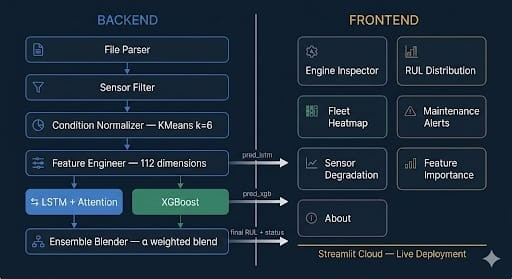 BACKEND
File Parser
Sensor Filter
Condition Normalizer — KMeans k=6
Feature Engineer — 112 dimensions
LSTM + Attention
XGBoost
Ensemble Blender — α weighted blend
pred_lstm
pred_xgb
final RUL + status
FRONTEND
Engine Inspector
RUL Distribution
Fleet
Heatmap
Maintenance
Alerts
Sensor
Degradation
Feature
Importance
About
Streamlit Cloud — Live Deployment